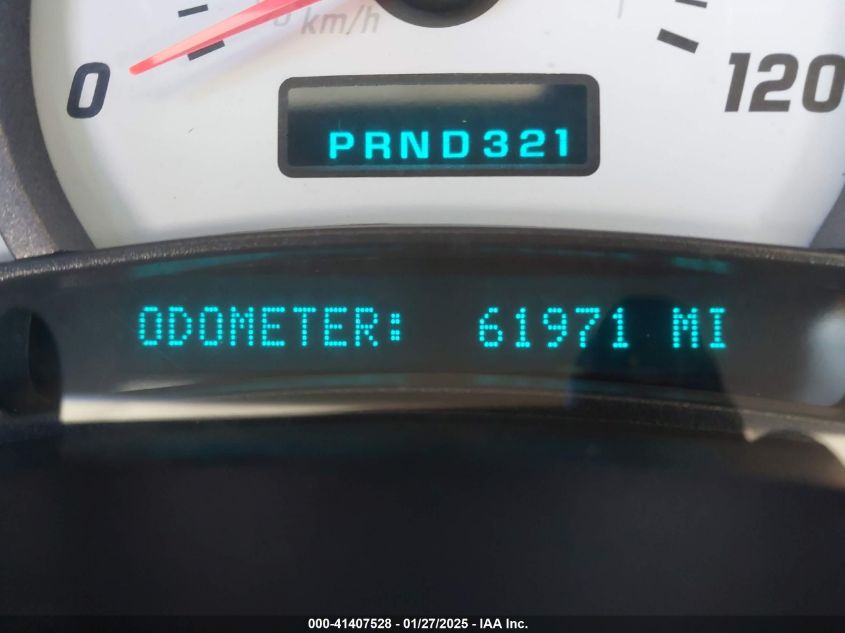 km/h
0
120
PRND321
ODOMETER: 61971 MI
000-41407528 - 01/27/2025 - IAA Inc.